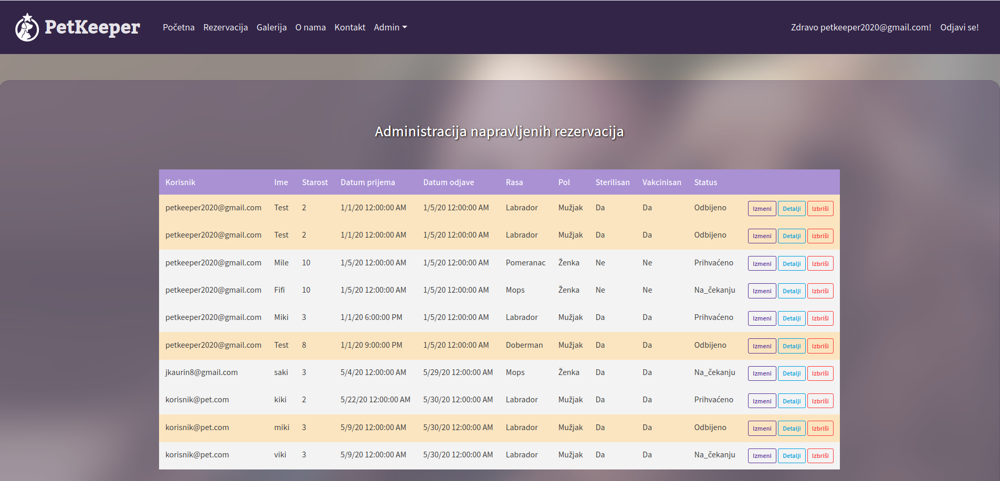 PetKeeper Početna Rezervacija Galerija O nama Kontakt Admin Zdravo petkeeper2020@gmail.com! Odjavi se!
Administracija napravljenih rezervacija
Korisnik Ime Starost Datum prijema Datum odjave Rasa Pol Sterilisan Vakcinisan Status
petkeeper2020@gmail.com Test 2 1/1/20 12:00:00 AM 1/5/20 12:00:00 AM Labrador Mužjak Da Da Odbijeno Izmeni Detalji Izbriši
petkeeper2020@gmail.com Test 2 1/1/20 12:00:00 AM 1/5/20 12:00:00 AM Labrador Mužjak Da Da Odbijeno Izmeni Detalji Izbriši
petkeeper2020@gmail.com Mile 10 1/5/20 12:00:00 AM 1/5/20 12:00:00 AM Pomeranac Ženka Ne Ne Prihvaćeno Izmeni Detalji Izbriši
petkeeper2020@gmail.com Fifi 10 1/5/20 12:00:00 AM 1/5/20 12:00:00 AM Mops Ženka Ne Ne Na_čekanju Izmeni Detalji Izbriši
petkeeper2020@gmail.com Miki 3 1/1/20 6:00:00 PM 1/5/20 12:00:00 AM Labrador Mužjak Da Da Prihvaćeno Izmeni Detalji Izbriši
petkeeper2020@gmail.com Test 8 1/1/20 9:00:00 PM 1/5/20 12:00:00 AM Doberman Mužjak Da Da Odbijeno Izmeni Detalji Izbriši
jkaurin8@gmail.com saki 3 5/4/20 12:00:00 AM 5/29/20 12:00:00 AM Mops Ženka Da Da Na_čekanju Izmeni Detalji Izbriši
korisnik@pet.com kiki 2 5/22/20 12:00:00 AM 5/30/20 12:00:00 AM Labrador Mužjak Da Da Prihvaćeno Izmeni Detalji Izbriši
korisnik@pet.com miki 3 5/9/20 12:00:00 AM 5/30/20 12:00:00 AM Labrador Mužjak Da Da Odbijeno Izmeni Detalji Izbriši
korisnik@pet.com viki 3 5/9/20 12:00:00 AM 5/30/20 12:00:00 AM Labrador Mužjak Da Da Na_čekanju Izmeni Detalji Izbriši